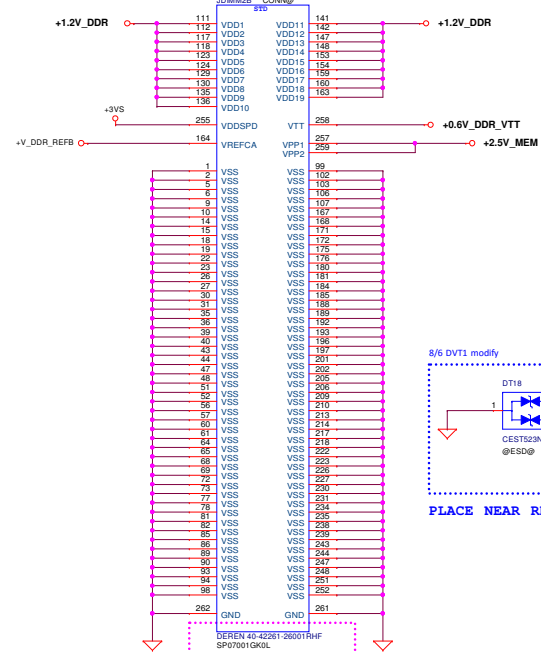 JDIMM2B CONN@
STD
+1.2V_DDR 111 VDD1 VDD11 141 +1.2V_DDR
112 VDD2 VDD12 142
117 VDD3 VDD13 147
118 VDD4 VDD14 148
123 VDD5 VDD15 153
124 VDD6 VDD16 154
129 VDD7 VDD17 159
130 VDD8 VDD18 160
135 VDD9 VDD19 163
136 VDD10
+3VS
255 VDDSPD VTT 258 +0.6V_DDR_VTT
+V_DDR_REFB 164 VREFCA VPP1 257 +2.5V_MEM
VPP2 259
1 VSS VSS 99
2 VSS VSS 102
5 VSS VSS 103
6 VSS VSS 106
9 VSS VSS 107
10 VSS VSS 167
14 VSS VSS 168
15 VSS VSS 171
18 VSS VSS 172
19 VSS VSS 175
22 VSS VSS 176
23 VSS VSS 180
26 VSS VSS 181
27 VSS VSS 184
30 VSS VSS 185
31 VSS VSS 188
35 VSS VSS 189
36 VSS VSS 192
39 VSS VSS 193
40 VSS VSS 196
43 VSS VSS 197
44 VSS VSS 201
47 VSS VSS 202
48 VSS VSS 205
51 VSS VSS 206
52 VSS VSS 209
56 VSS VSS 210
57 VSS VSS 213
60 VSS VSS 214
61 VSS VSS 217
64 VSS VSS 218
65 VSS VSS 222
68 VSS VSS 223
69 VSS VSS 226
72 VSS VSS 227
73 VSS VSS 230
77 VSS VSS 231
78 VSS VSS 234
81 VSS VSS 235
82 VSS VSS 238
85 VSS VSS 239
86 VSS VSS 243
89 VSS VSS 244
90 VSS VSS 247
93 VSS VSS 248
94 VSS VSS 251
98 VSS VSS 252
262 GND GND 261
DEREN 40-42261-26001RHF
SP07001GK0L
8/6 DVT1 modify
DT18
1
CEST523N
@ESD@
PLACE NEAR